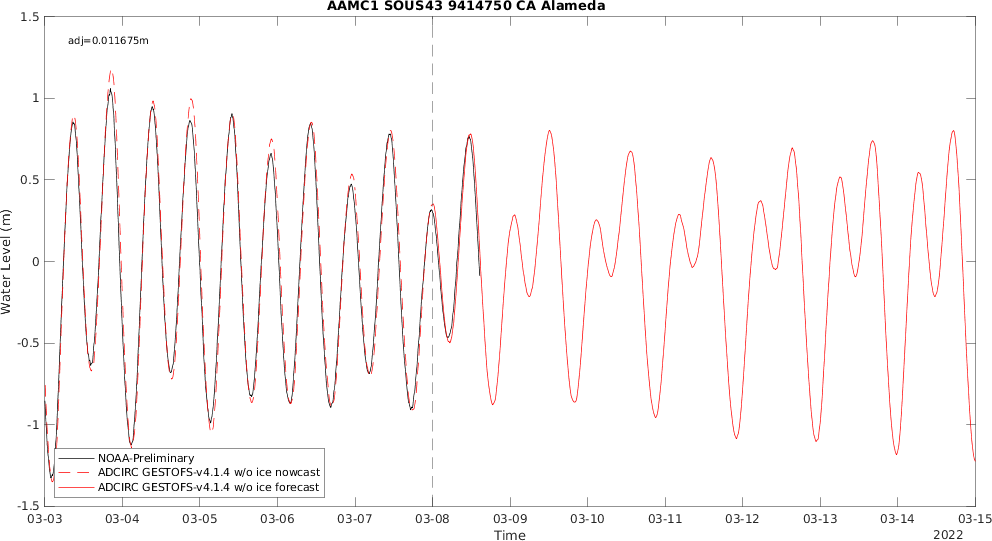 AAMC1 SOUS43 9414750 CA Alameda
1.5
adj=0.011675m
1
0.5
0
-0.5
-1
-1.5
Water Level (m)
NOAA-Preliminary
ADCIRC GESTOFS-v4.1.4 w/o ice nowcast
ADCIRC GESTOFS-v4.1.4 w/o ice forecast
03-03 03-04 03-05 03-06 03-07 03-08 03-09 03-10 03-11 03-12 03-13 03-14 03-15
Time
2022